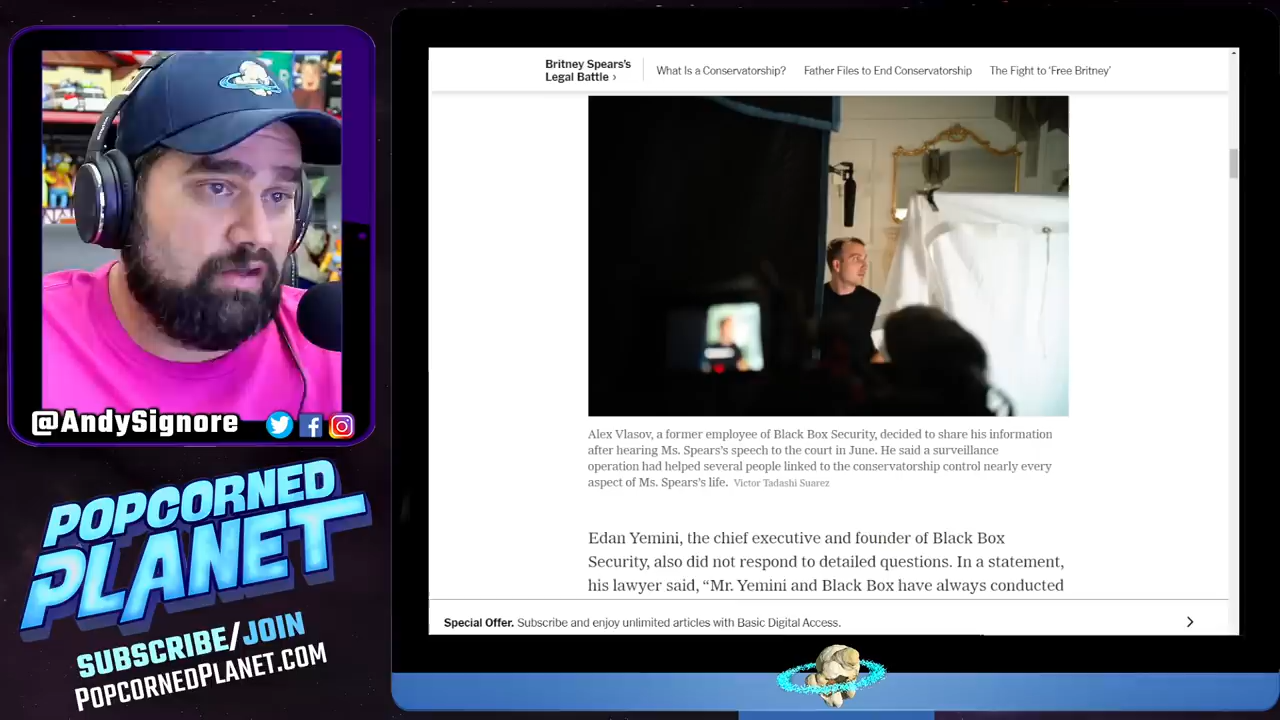 Britney Spears's
Legal Battle ›
What Is a Conservatorship?
Father Files to End Conservatorship
The Fight to 'Free Britney'
Alex Vlasov, a former employee of Black Box Security, decided to share his information
after hearing Ms. Spears's speech to the court in June. He said a surveillance
operation had helped several people linked to the conservatorship control nearly every
aspect of Ms. Spears's life. Victor Tadashi Suarez
Edan Yemini, the chief executive and founder of Black Box
Security, also did not respond to detailed questions. In a statement,
his lawyer said, “Mr. Yemini and Black Box have always conducted
Special Offer. Subscribe and enjoy unlimited articles with Basic Digital Access.
@AndySignore
POPCORNED
PLANET
SUBSCRIBE/JOIN
POPCORNEDPLANET.COM